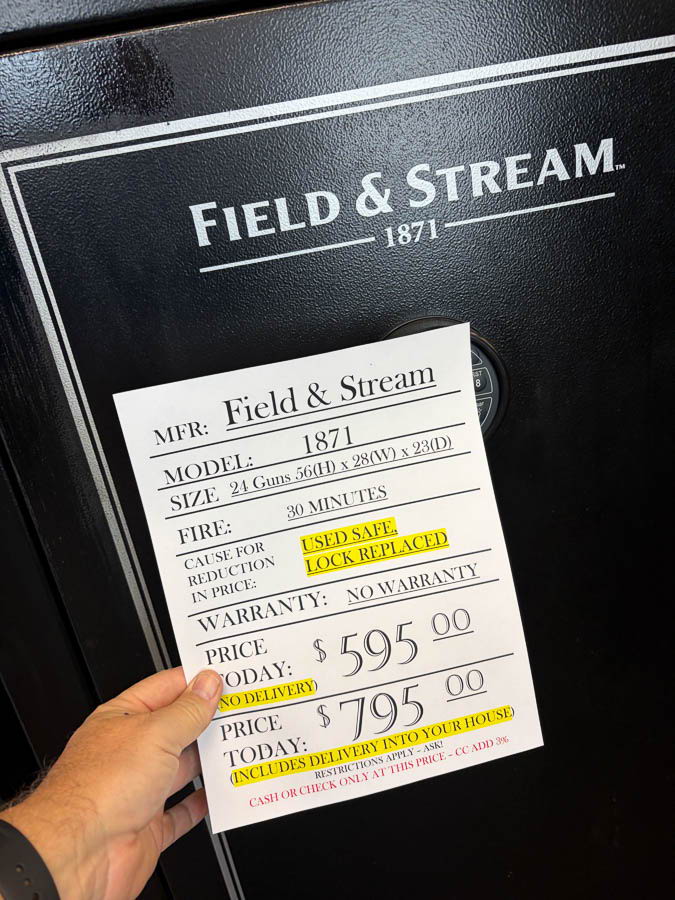 FIELD & STREAM™
1871
MFR: Field & Stream
MODEL: 1871
SIZE 24 Guns 56(H) x 28(W) x 23(D)
FIRE: 30 MINUTES
CAUSE FOR
REDUCTION
IN PRICE:
USED SAFE,
LOCK REPLACED
WARRANTY: NO WARRANTY
PRICE
TODAY: $ 595 00
(NO DELIVERY)
PRICE
TODAY: $ 795 00
(INCLUDES DELIVERY INTO YOUR HOUSE)
RESTRICTIONS APPLY – ASK!
CASH OR CHECK ONLY AT THIS PRICE – CC ADD 3%
8